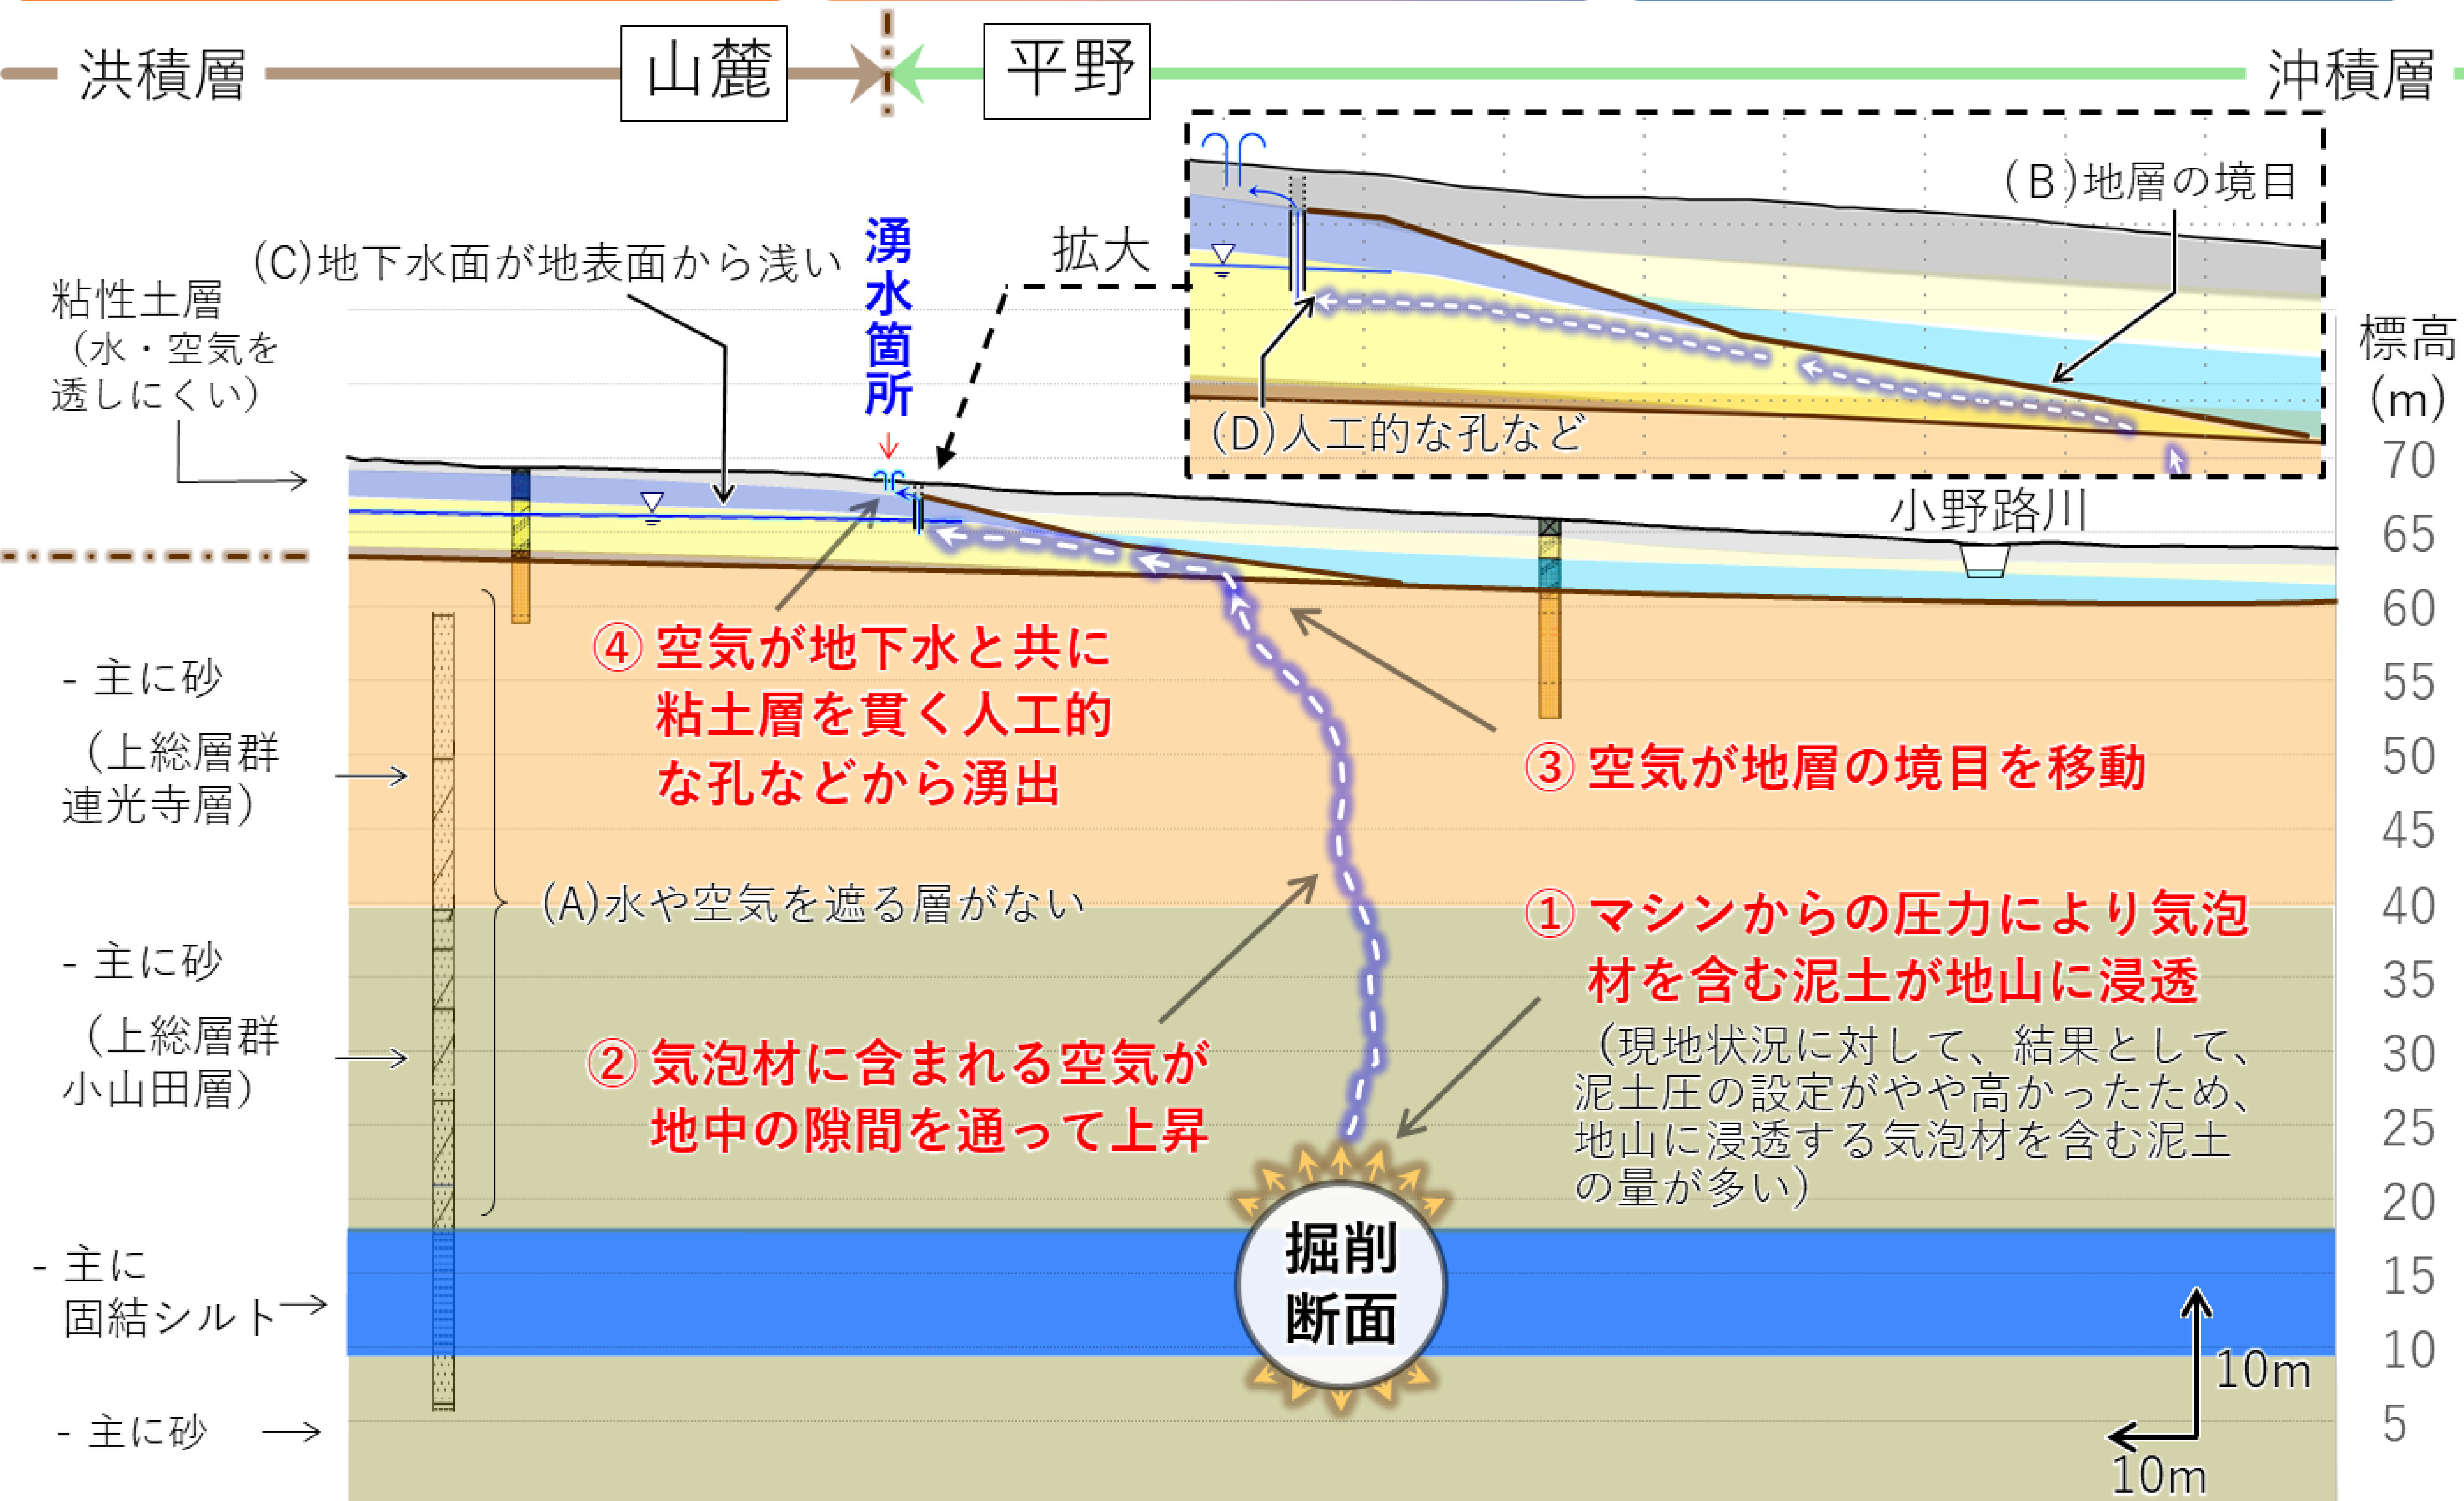 洪積層
山麓
平野
沖積層
(B)地層の境目
拡大
(D)人工的な孔など
(C)地下水面が地表面から浅い
湧水箇所
粘性土層
（水・空気を
透しにくい）
標高
(m)
70
65
60
55
50
45
40
35
30
25
20
15
10
5
小野路川
- 主に砂
（上総層群
連光寺層）
- 主に砂
（上総層群
小山田層）
- 主に
固結シルト
- 主に砂
(A)水や空気を遮る層がない
④ 空気が地下水と共に
粘土層を貫く人工的
な孔などから湧出
③ 空気が地層の境目を移動
① マシンからの圧力により気泡
材を含む泥土が地山に浸透
（現地状況に対して、結果として、
泥土圧の設定がやや高かったため、
地山に浸透する気泡材を含む泥土
の量が多い）
② 気泡材に含まれる空気が
地中の隙間を通って上昇
掘削
断面
10m
10m